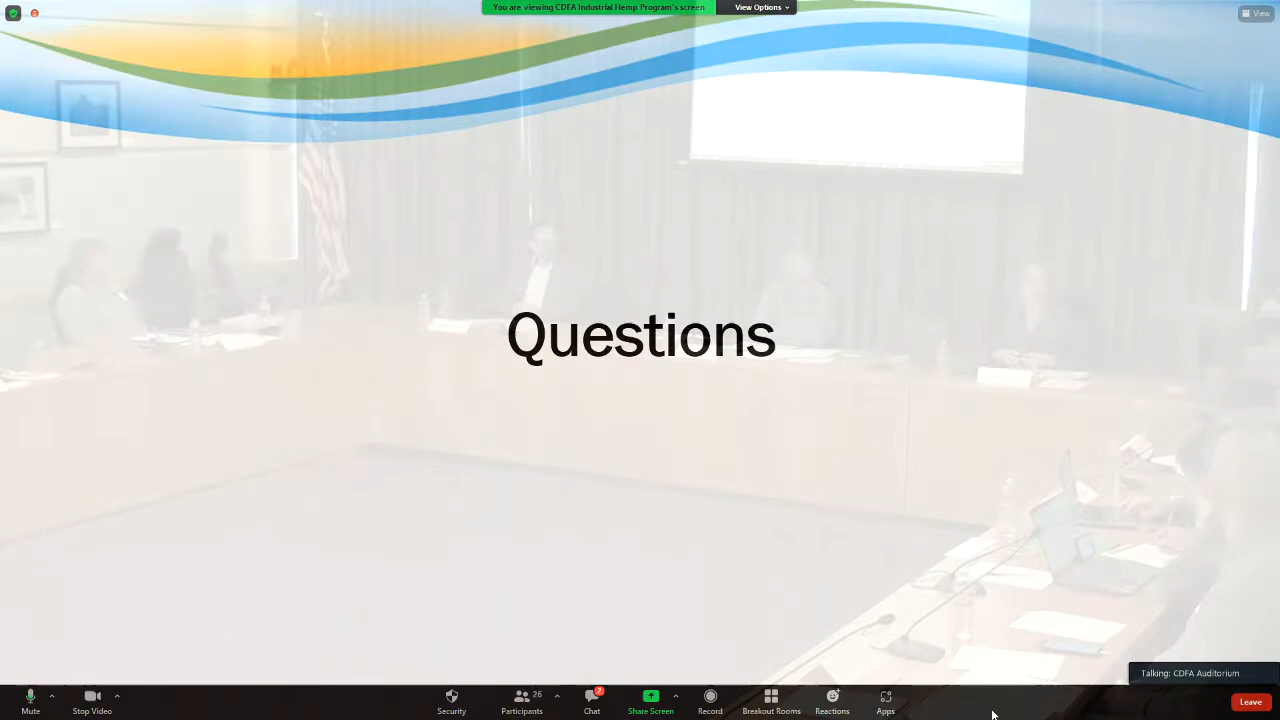 You are viewing CDFA Industrial Hemp Program's screen
View Options
View
Questions
Talking: CDFA Auditorium
Mute
Stop Video
Security
26
Participants
2
Chat
Share Screen
Record
Breakout Rooms
Reactions
Apps
Leave